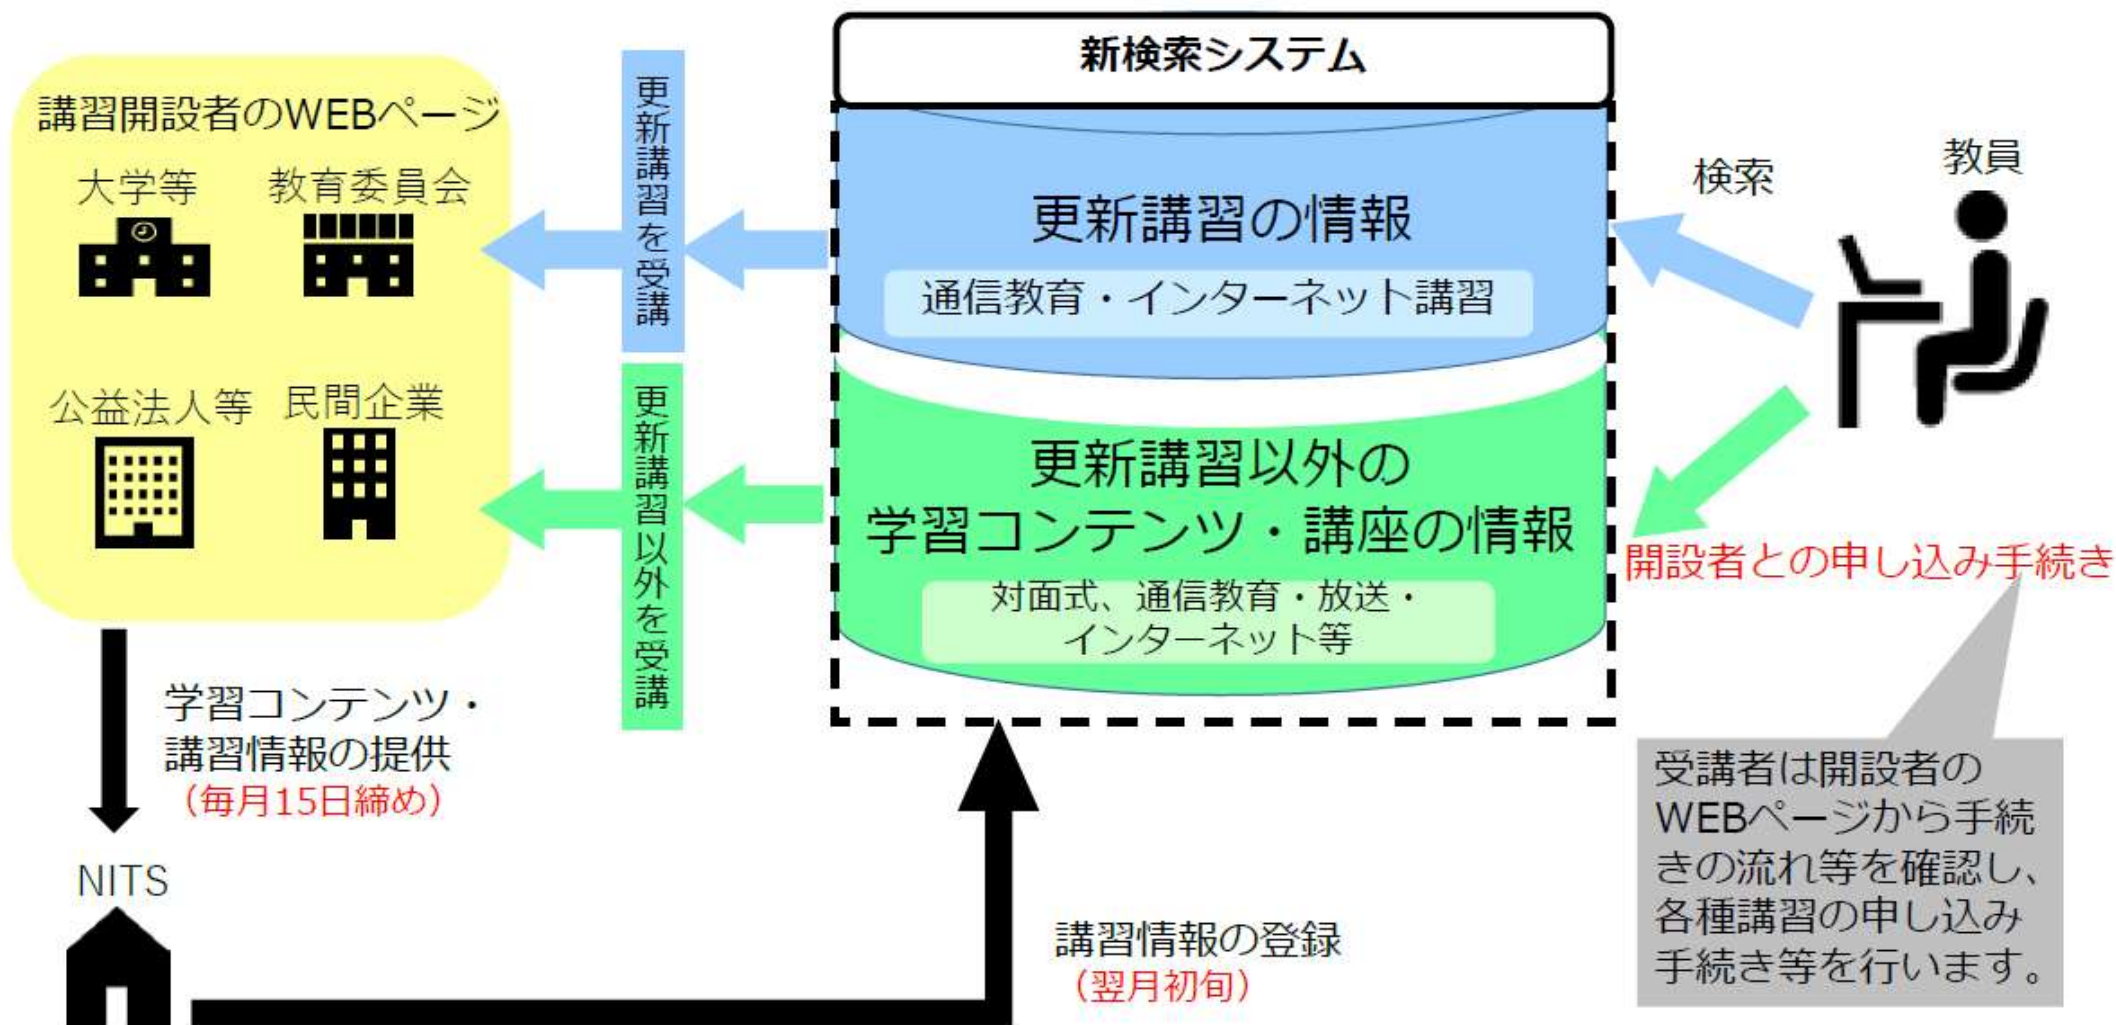 新検索システム
講習開設者のWEBページ
大学等
教育委員会
公益法人等
民間企業
更新講習を受講
更新講習以外を受講
更新講習の情報
通信教育・インターネット講習
更新講習以外の
学習コンテンツ・講座の情報
対面式、通信教育・放送・
インターネット等
検索
教員
開設者との申し込み手続き
受講者は開設者の
WEBページから手続
きの流れ等を確認し、
各種講習の申し込み
手続き等を行います。
学習コンテンツ・
講習情報の提供
（毎月15日締め）
NITS
講習情報の登録
（翌月初旬）